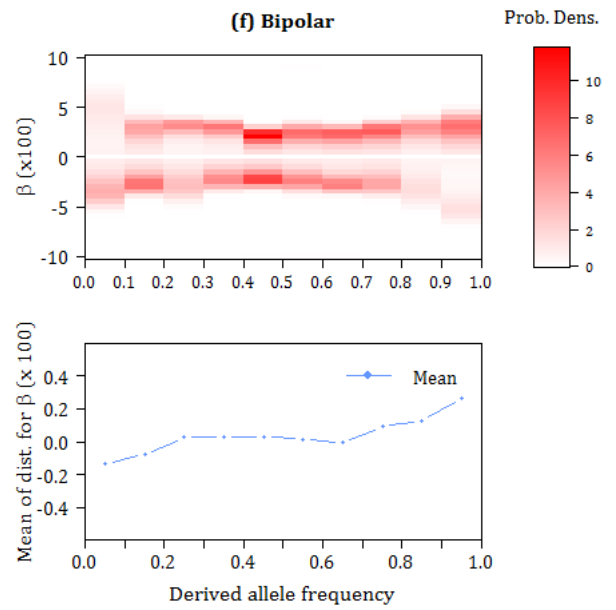 (f) Bipolar
Prob. Dens.
10
5
0
-5
-10
β (x100)
0.0 0.1 0.2 0.3 0.4 0.5 0.6 0.7 0.8 0.9 1.0
10
8
6
4
2
0
Mean
0.4
0.2
0.0
-0.2
-0.4
Mean of dist. for β (x 100)
0.0 0.2 0.4 0.6 0.8 1.0
Derived allele frequency